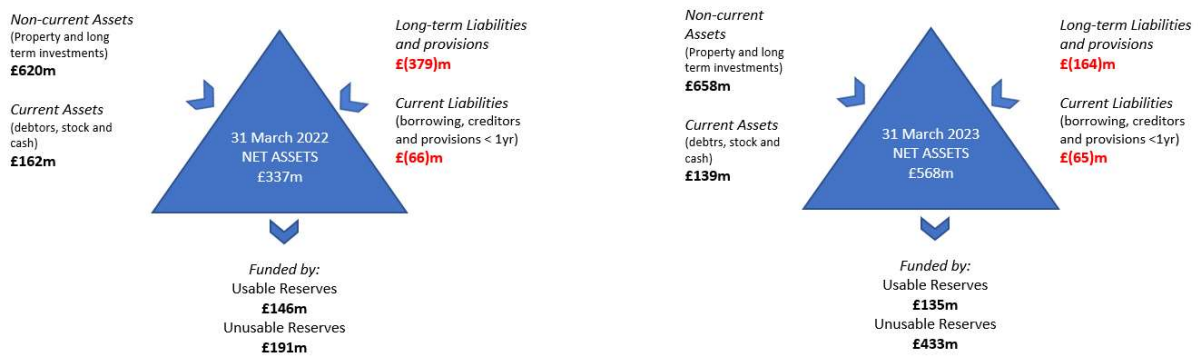 Non-current Assets
(Property and long
term investments)
£620m
Current Assets
(debtors, stock and
cash)
£162m
Long-term Liabilities
and provisions
£(379)m
Current Liabilities
(borrowing, creditors
and provisions < 1yr)
£(66)m
31 March 2022
NET ASSETS
£337m
Funded by:
Usable Reserves
£146m
Unusable Reserves
£191m
Non-current
Assets
(Property and long
term investments)
£658m
Current Assets
(debtrs, stock and
cash)
£139m
Long-term Liabilities
and provisions
£(164)m
Current Liabilities
(borrowing, creditors
and provisions <1yr)
£(65)m
31 March 2023
NET ASSETS
£568m
Funded by:
Usable Reserves
£135m
Unusable Reserves
£433m